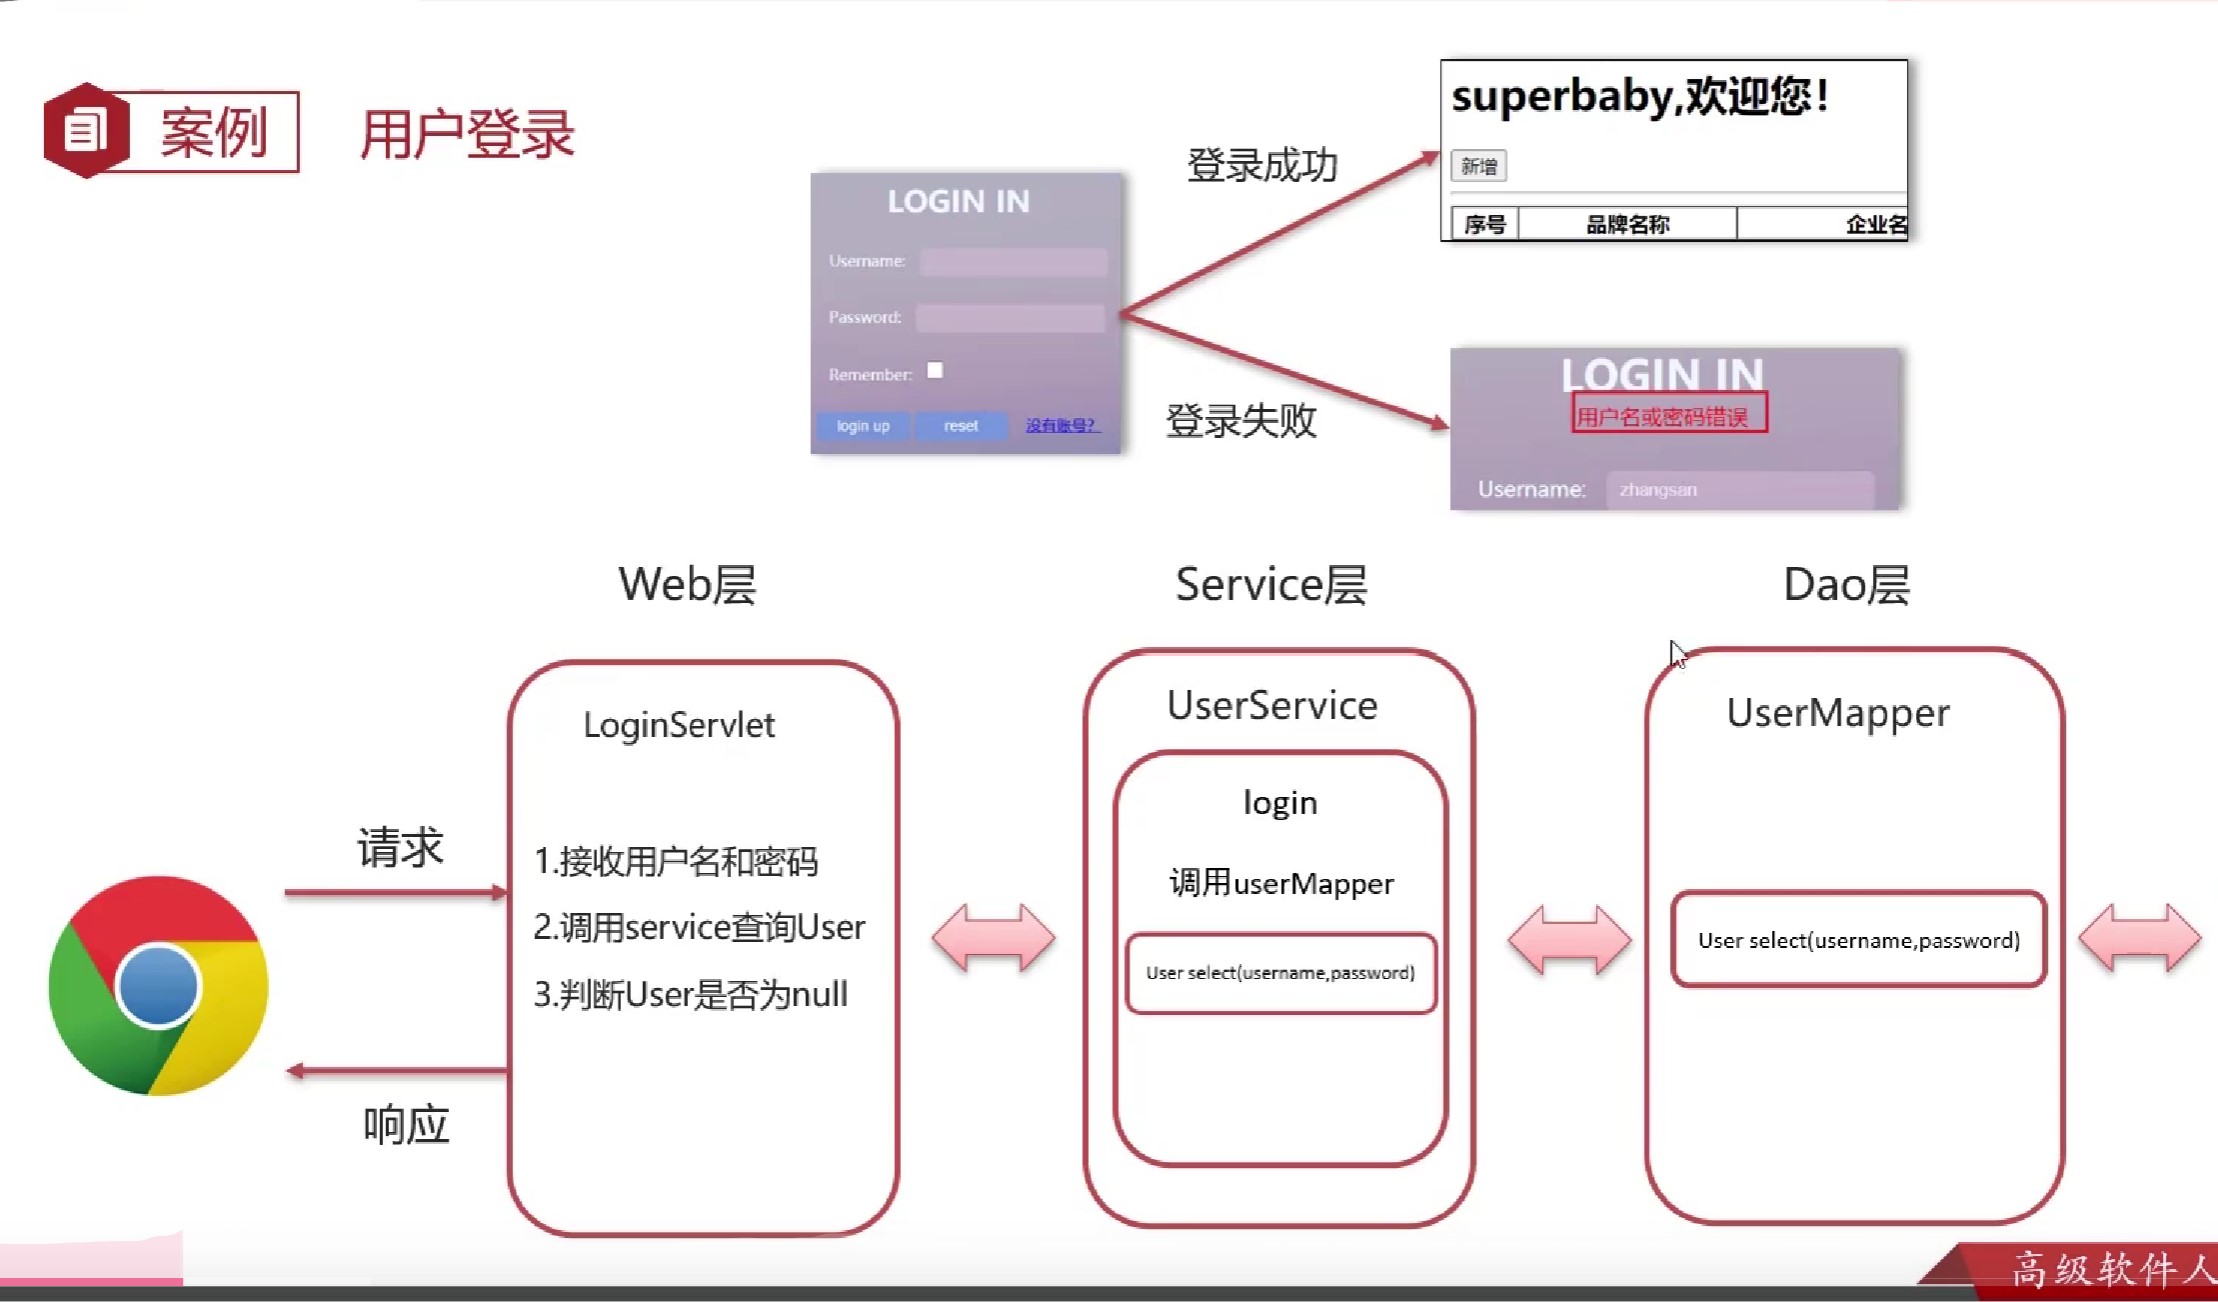 案例
用户登录
LOGIN IN
Username:
Password:
Remember:
login up
reset
没有账号?
登录成功
superbaby,欢迎您!
新增
序号
品牌名称
企业名
登录失败
LOGIN IN
用户名或密码错误
Username:
zhangsan
Web层
Service层
Dao层
请求
响应
LoginServlet
1.接收用户名和密码
2.调用service查询User
3.判断User是否为null
UserService
login
调用userMapper
User select(username,password)
UserMapper
User select(username,password)
高级软件人